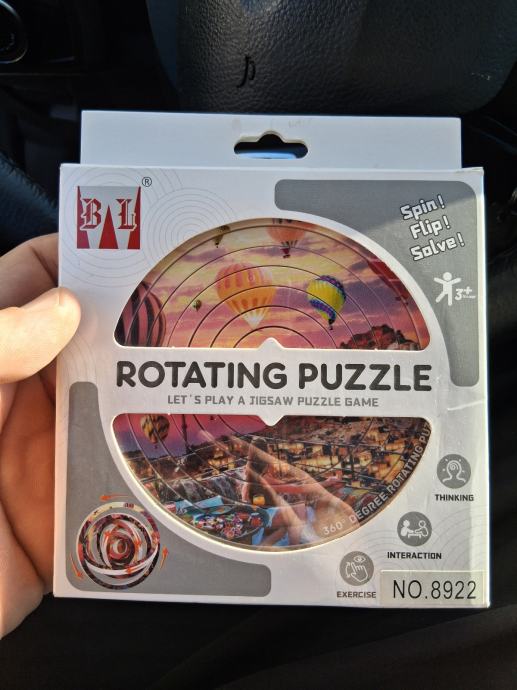 BL
®
Spin!
Flip!
Solve!
3+
ROTATING PUZZLE
LET'S PLAY A JIGSAW PUZZLE GAME
360° DEGREE ROTATING PUZ
THINKING
INTERACTION
EXERCISE
NO.8922